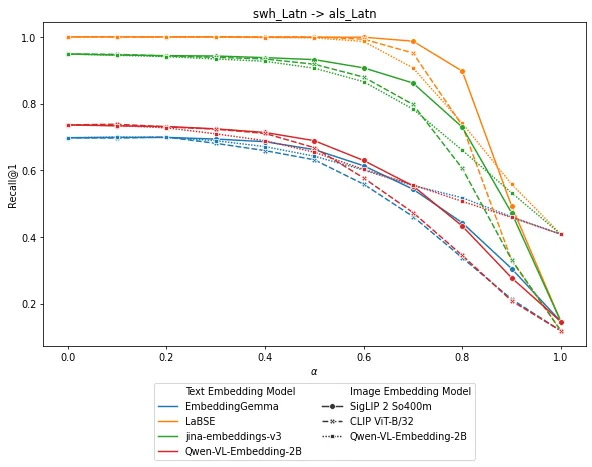 swh_Latn -> als_Latn
1.0
0.8
0.6
0.4
0.2
Recall@1
0.0 0.2 0.4 0.6 0.8 1.0
α
Text Embedding Model
EmbeddingGemma
LaBSE
jina-embeddings-v3
Qwen-VL-Embedding-2B
Image Embedding Model
SigLIP 2 So400m
CLIP ViT-B/32
Qwen-VL-Embedding-2B